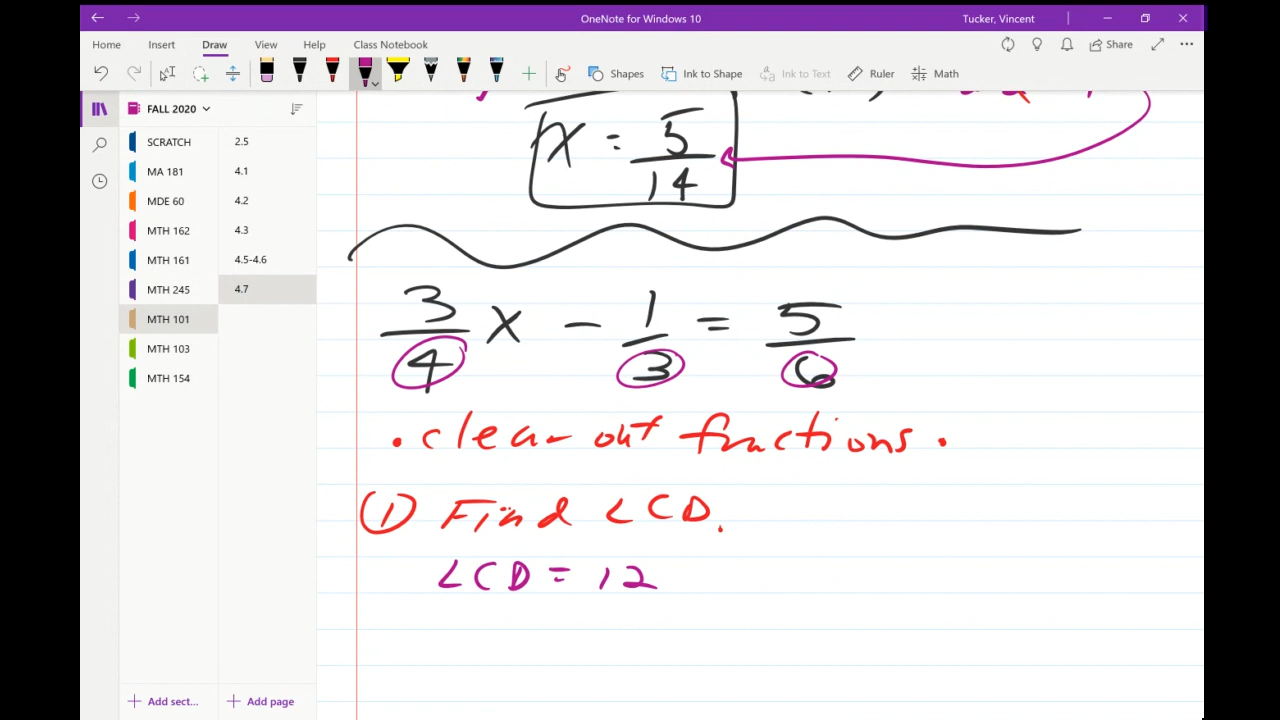 OneNote for Windows 10
Tucker, Vincent
Home Insert Draw View Help Class Notebook
Share
Shapes Ink to Shape Ink to Text Ruler Math
FALL 2020
SCRATCH
MA 181
MDE 60
MTH 162
MTH 161
MTH 245
MTH 101
MTH 103
MTH 154
2.5
4.1
4.2
4.3
4.5-4.6
4.7
Add sect...
Add page
x = 5/14
3/4 x - 1/3 = 5/6
• clear out fractions •
① Find LCD.
LCD = 12